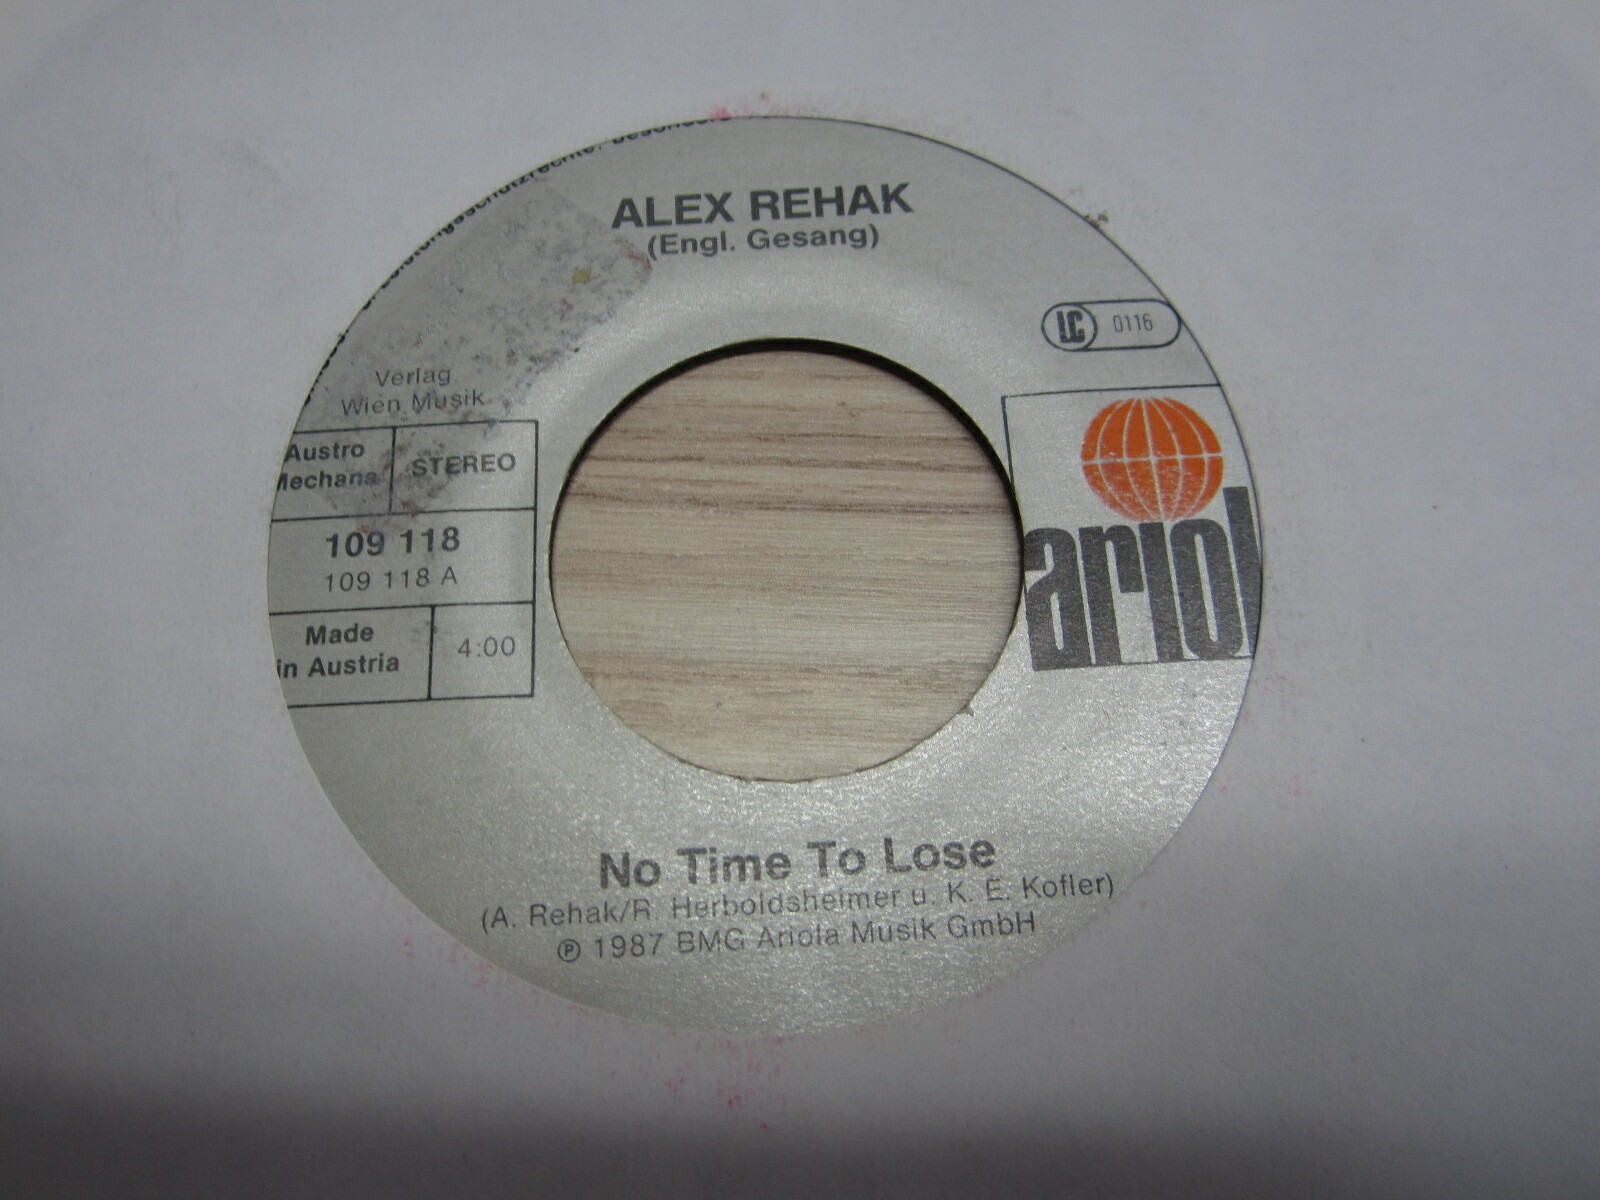 ALEX REHAK
(Engl. Gesang)
LC 0116
Verlag
Wien Musik
Austro
Mechana
STEREO
109 118
109 118 A
Made
in Austria
4:00
ariol
No Time To Lose
(A. Rehak/R. Herboldsheimer u. K. E. Kofler)
℗ 1987 BMG Ariola Musik GmbH